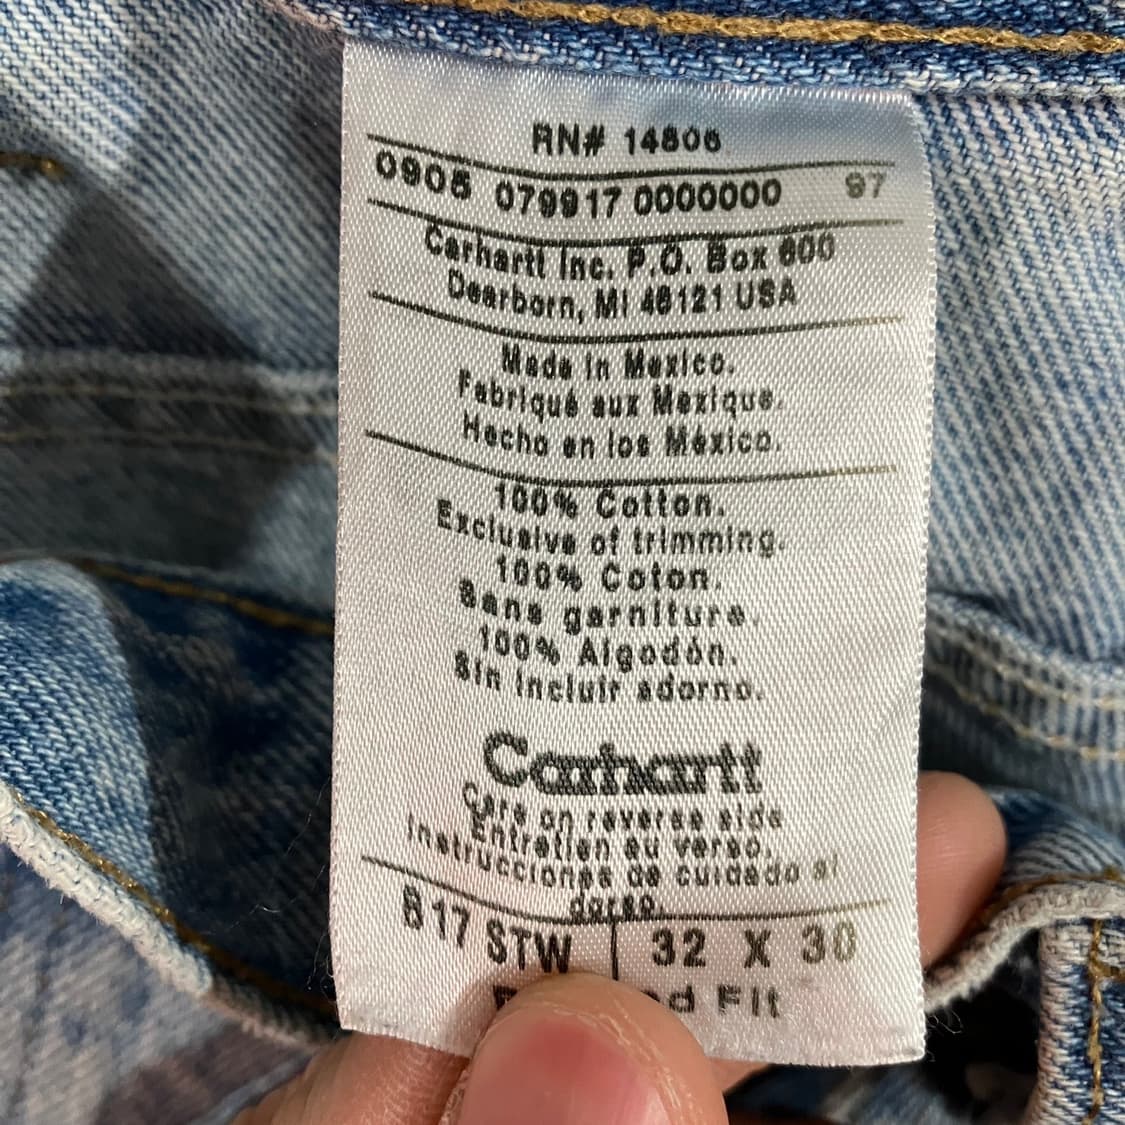 RN# 14806
0905 079917 0000000 97
Carhartt Inc. P.O. Box 600
Dearborn, MI 48121 USA
Made in Mexico.
Fabriqué aux Mexique.
Hecho en los México.
100% Cotton.
Exclusive of trimming.
100% Coton.
Sans garniture.
100% Algodón.
Sin incluir adorno.
Carhartt
Care on reverse side
Entretien au verso.
Instrucciones de cuidado al
dorso.
B17 STW 32 X 30
Fit